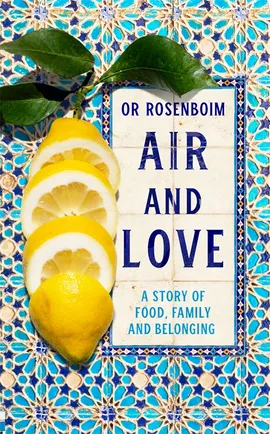 OR ROSENBOIM
AIR
AND
LOVE
A STORY OF
FOOD, FAMILY
AND BELONGING